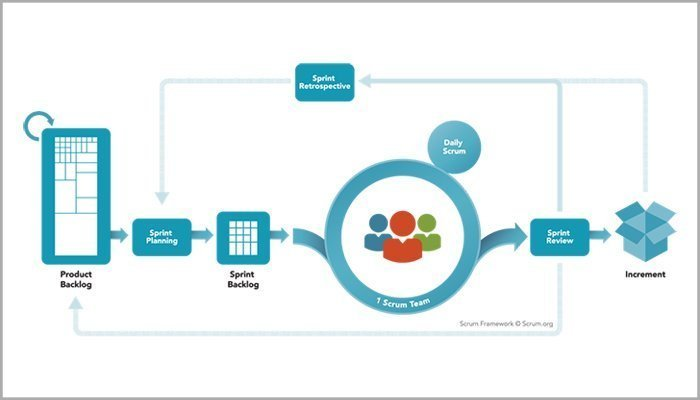 Sprint
Retrospective
Daily
Scrum
Sprint
Planning
Sprint
Review
Product
Backlog
Sprint
Backlog
Increment
1 Scrum Team
Scrum Framework © Scrum.org